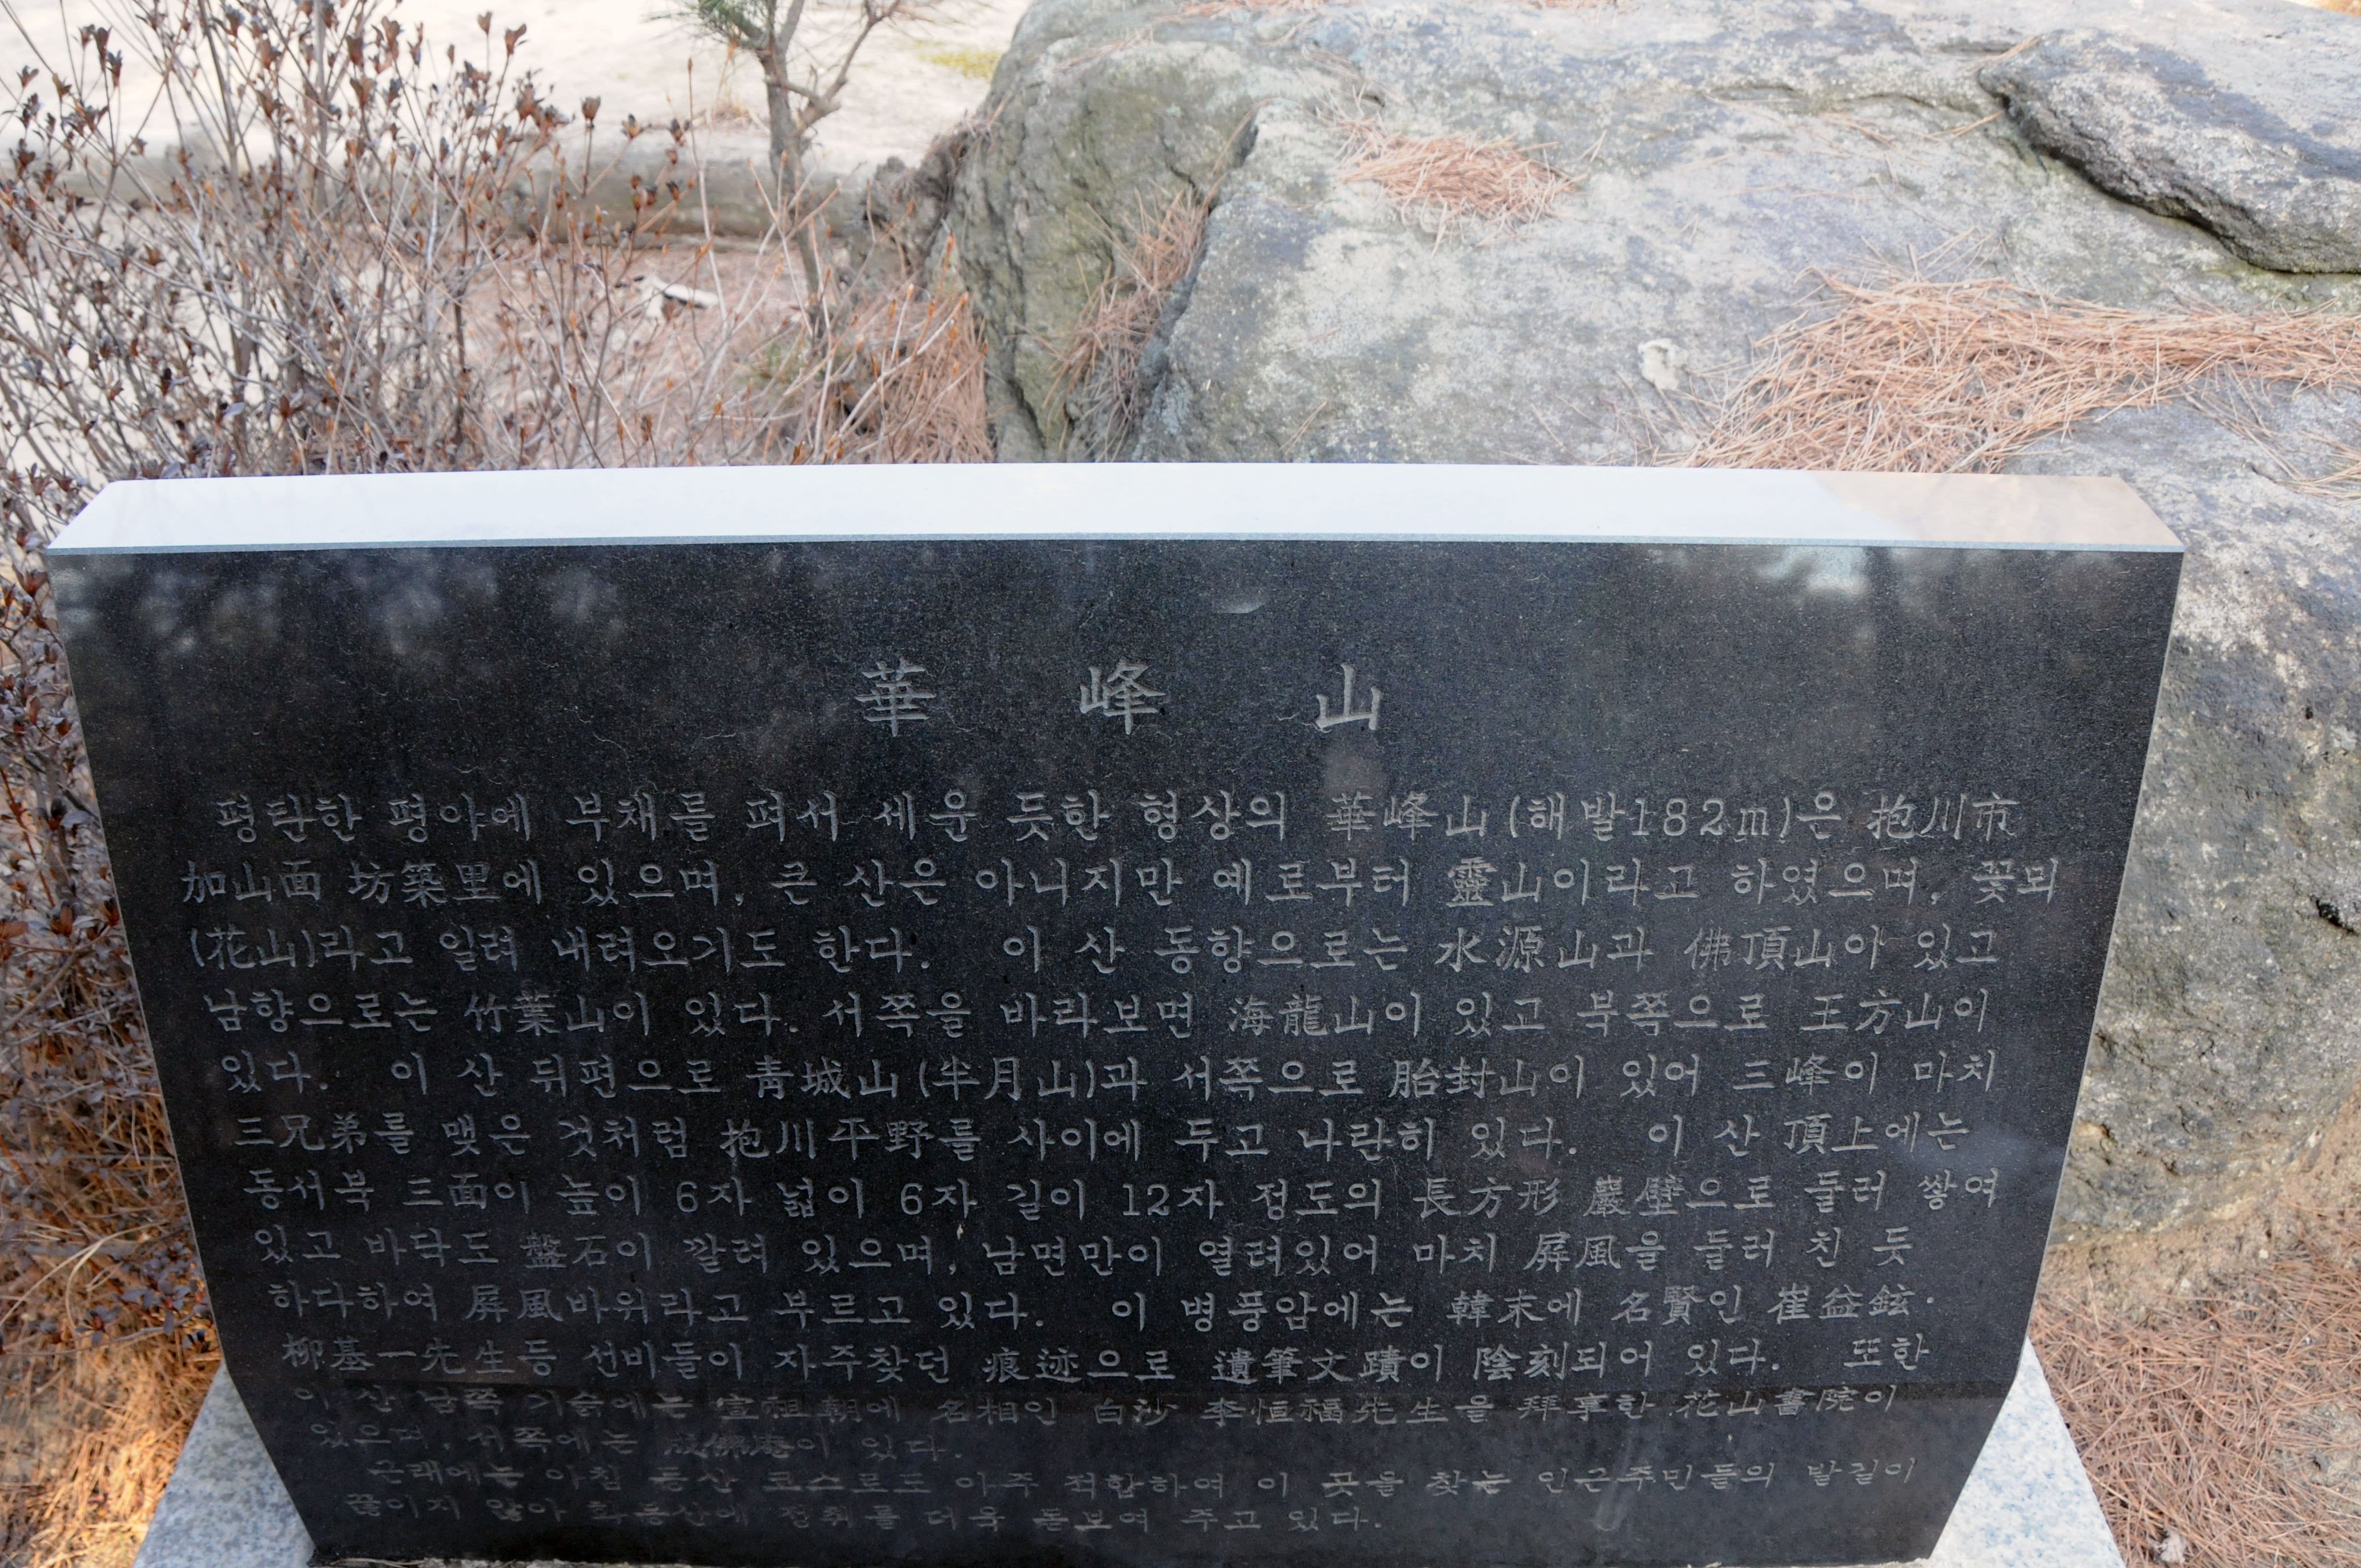 華峰山
평탄한 평야에 부채를 펴서 세운 듯한 형상의 華峰山(해발182m)은 抱川市
加山面 坊築里에 있으며, 큰 산은 아니지만 예로부터 靈山이라고 하였으며, 꽃뫼
(花山)라고 일려 내려오기도 한다. 이 산 동향으로는 水源山과 佛頂山아 있고
남향으로는 竹葉山이 있다. 서쪽을 바라보면 海龍山이 있고 부쪽으로 王方山이
있다. 이 산 뒤편으로 靑城山(半月山)과 서쪽으로 胎封山이 있어 三峰이 마치
三兄弟를 맺은 것처럼 抱川平野를 사이에 두고 나란히 있다. 이 산 頂上에는
동서북 三面이 높이 6자 넓이 6자 길이 12자 정도의 長方形 巖壁으로 들러 쌓여
있고 바닥도 盤石이 깔려 있으며, 남면만이 열려있어 마치 屛風을 들러 친 듯
하다하여 屛風바위라고 부르고 있다. 이 병풍암에는 韓末에 名賢인 崔益鉉·
柳基一先生등 선비들이 자주찾던 痕迹으로 遺筆文蹟이 陰刻되어 있다. 또한
이 산 남쪽 기슭에는 宣祖朝에 名相인 白沙 李恒福先生을 拜享한 花山書院이
있으며, 서쪽에는 成佛庵이 있다.
근래에는 아침 등산 코스로도 아주 적합하여 이 곳을 찾는 인근주민들의 발길이
끊이지 않아 정취를 더욱 돋보여 주고 있다.